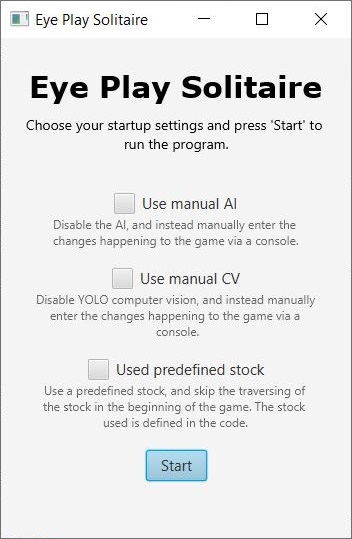 Eye Play Solitaire
Eye Play Solitaire
Choose your startup settings and press 'Start' to
run the program.
Use manual AI
Disable the AI, and instead manually enter the
changes happening to the game via a console.
Use manual CV
Disable YOLO computer vision, and instead manually
enter the changes happening to the game via a
console.
Used predefined stock
Use a predefined stock, and skip the traversing of
the stock in the beginning of the game. The stock
used is defined in the code.
Start